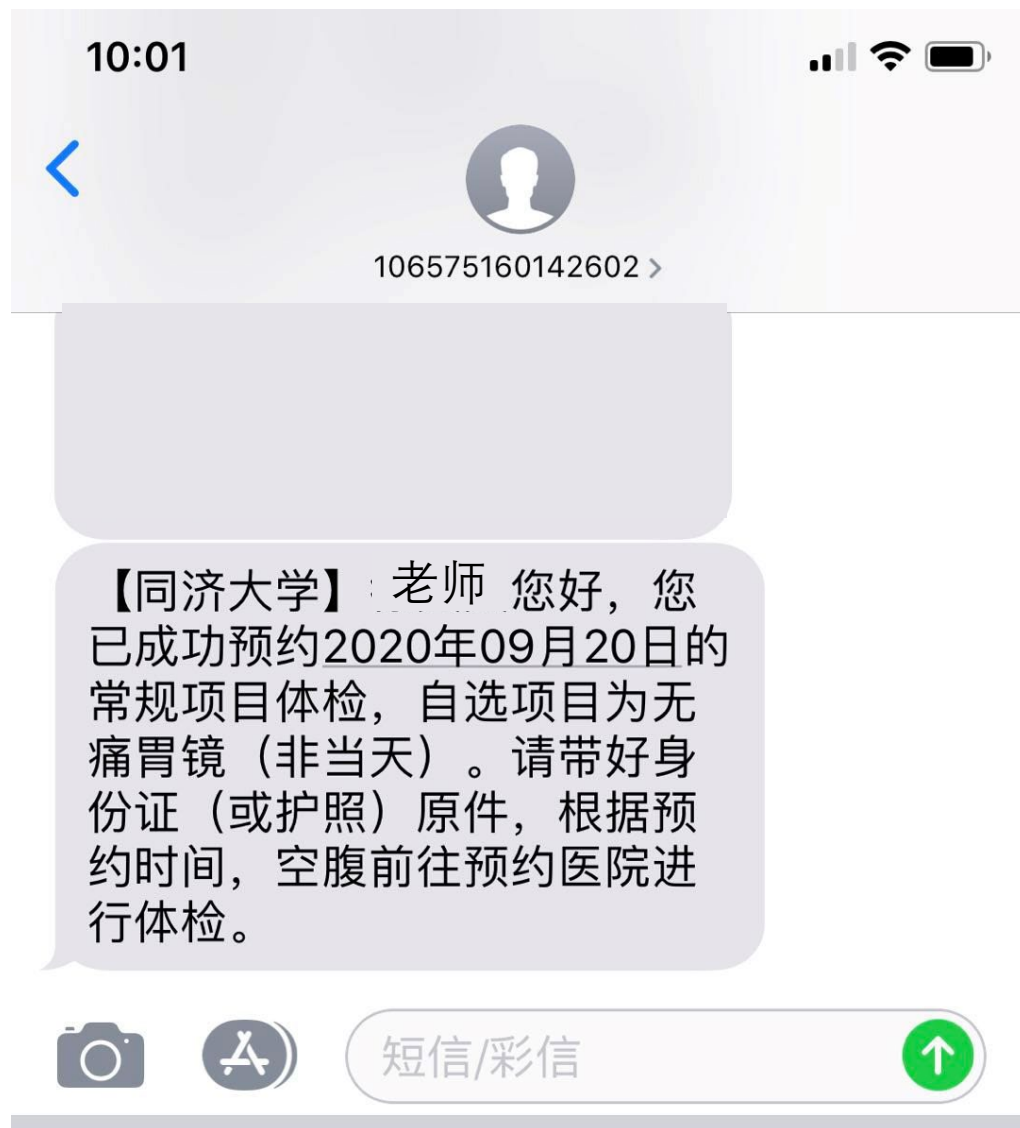 10:01
106575160142602 >
【同济大学】 老师 您好，您
已成功预约2020年09月20日的
常规项目体检，自选项目为无
痛胃镜（非当天）。请带好身
份证（或护照）原件，根据预
约时间，空腹前往预约医院进
行体检。
短信/彩信